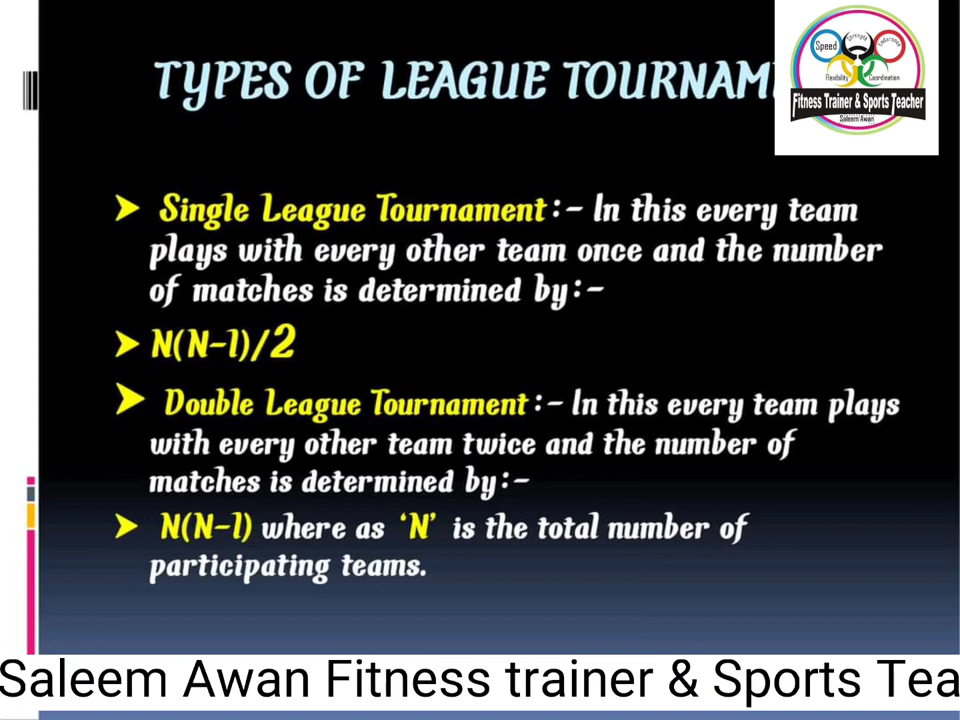 TYPES OF LEAGUE TOURNAM
Speed
Strength
Endurance
Flexibility
Coordination
Fitness Trainer & Sports Teacher
Saleem Awan
➤ Single League Tournament:- In this every team
plays with every other team once and the number
of matches is determined by:-
➤ N(N-1)/2
➤ Double League Tournament:- In this every team plays
with every other team twice and the number of
matches is determined by:-
➤ N(N-1) where as ‘N’ is the total number of
participating teams.
Saleem Awan Fitness trainer & Sports Tea